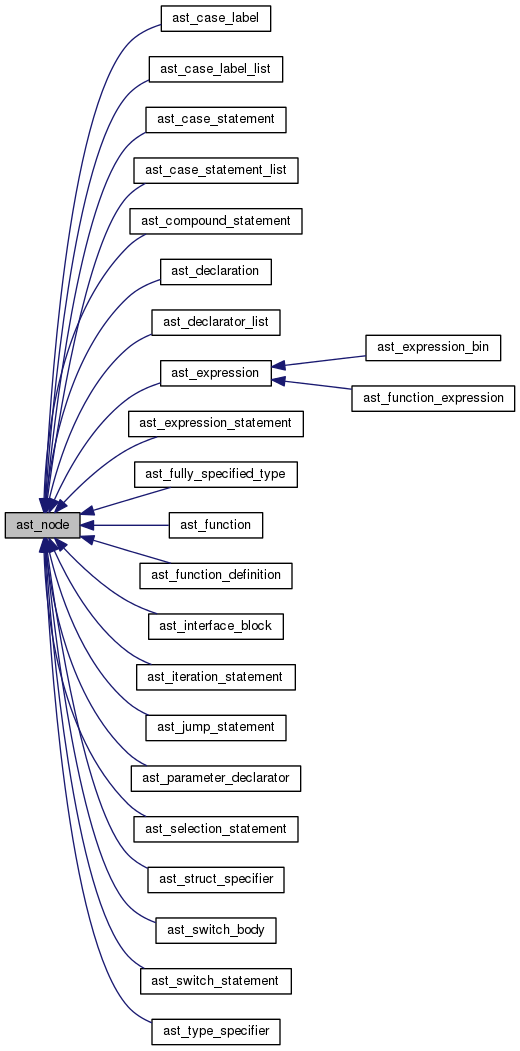 ast_case_label
ast_case_label_list
ast_case_statement
ast_case_statement_list
ast_compound_statement
ast_declaration
ast_declarator_list
ast_expression
ast_expression_bin
ast_function_expression
ast_expression_statement
ast_fully_specified_type
ast_node
ast_function
ast_function_definition
ast_interface_block
ast_iteration_statement
ast_jump_statement
ast_parameter_declarator
ast_selection_statement
ast_struct_specifier
ast_switch_body
ast_switch_statement
ast_type_specifier